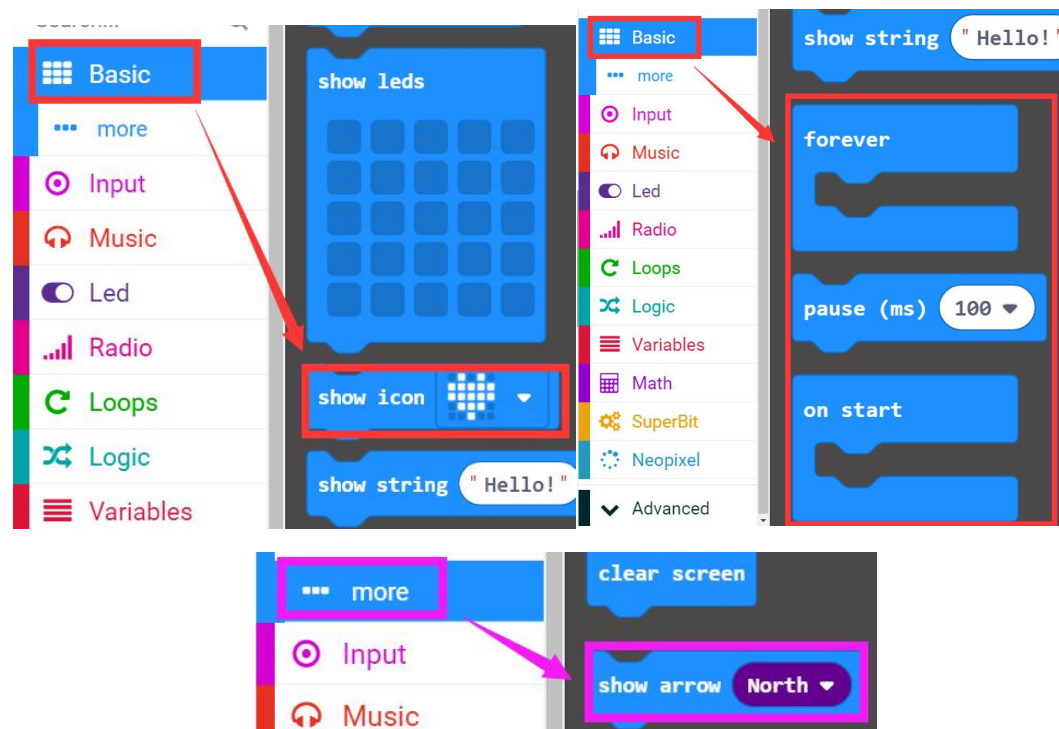 Search...
Basic
more
Input
Music
Led
Radio
Loops
Logic
Variables
show leds
show icon
show string "Hello!"
Basic
more
Input
Music
Led
Radio
Loops
Logic
Variables
Math
SuperBit
Neopixel
Advanced
show string "Hello!"
forever
pause (ms) 100
on start
more
Input
Music
clear screen
show arrow North